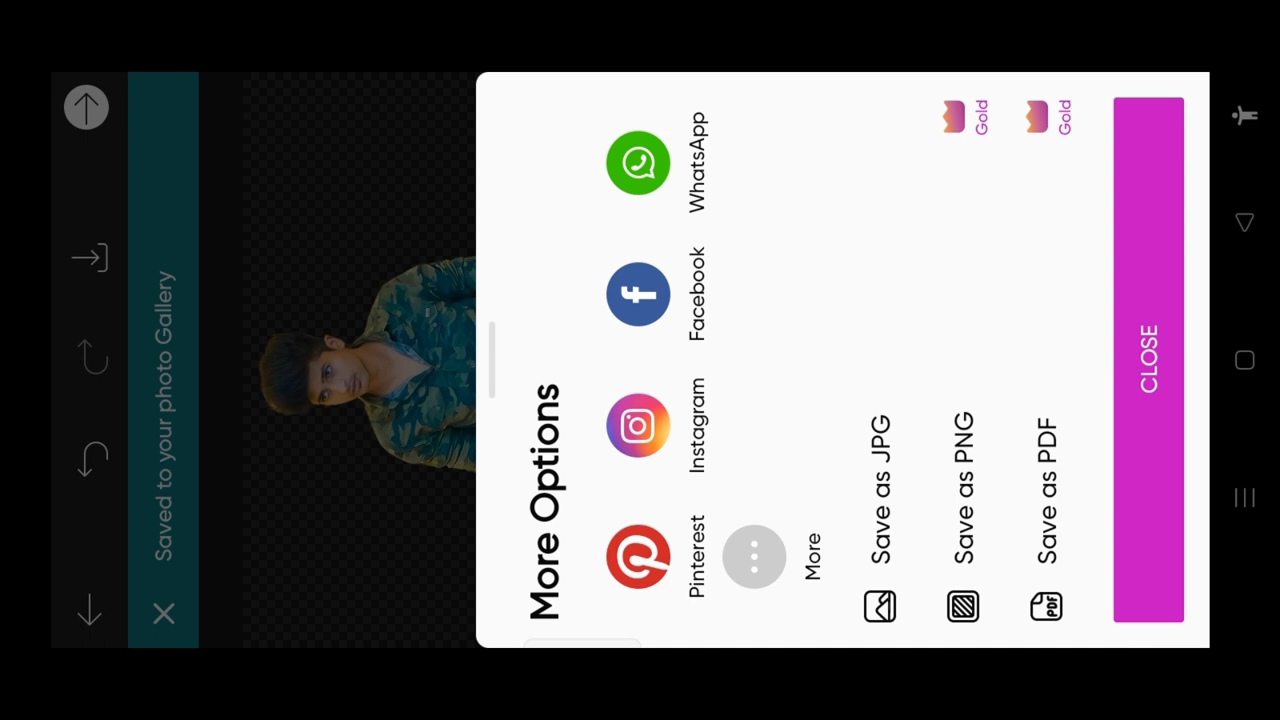 Saved to your photo Gallery
More Options
Pinterest
Instagram
Facebook
WhatsApp
More
Save as JPG
Save as PNG
Gold
PDF
Save as PDF
Gold
CLOSE